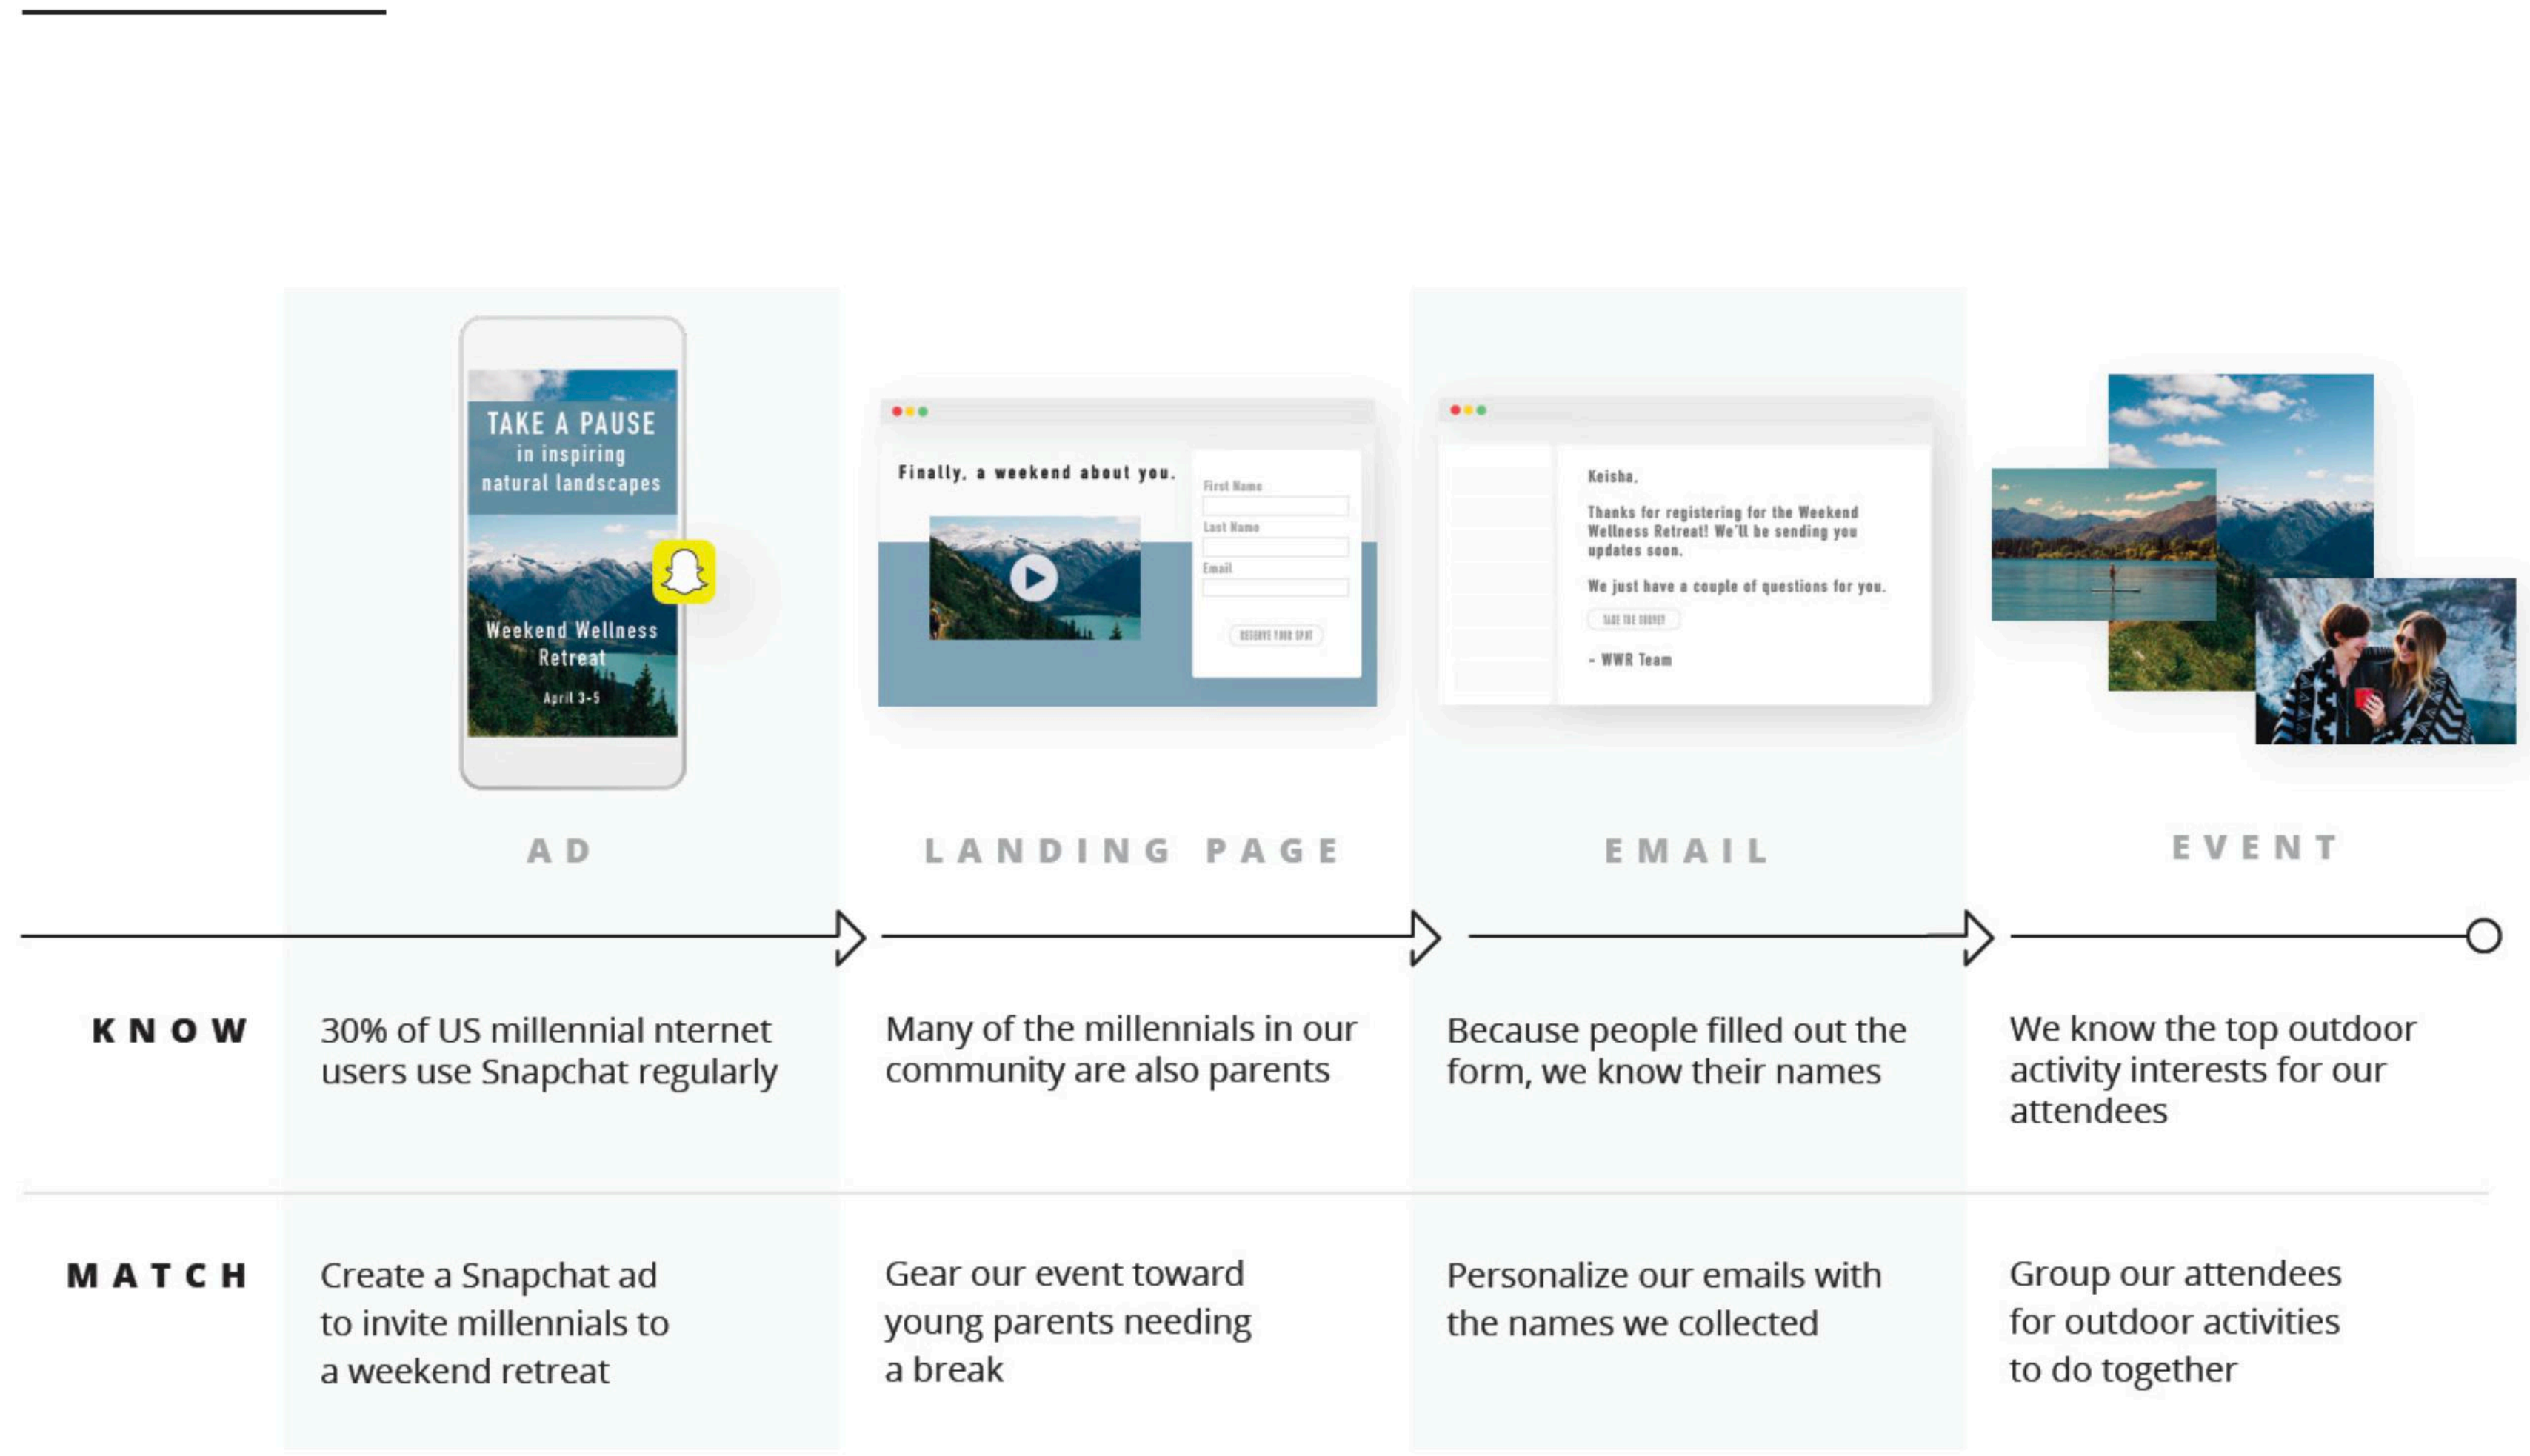 TAKE A PAUSE
in inspiring
natural landscapes
Weekend Wellness
Retreat
April 3-5
Finally, a weekend about you.
First Name
Last Name
Email
RESERVE YOUR SPOT
Keisha,
Thanks for registering for the Weekend
Wellness Retreat! We'll be sending you
updates soon.
We just have a couple of questions for you.
TAKE THE SURVEY
- WWR Team
AD
LANDING PAGE
EMAIL
EVENT
KNOW
30% of US millennial nternet
users use Snapchat regularly
Many of the millennials in our
community are also parents
Because people filled out the
form, we know their names
We know the top outdoor
activity interests for our
attendees
MATCH
Create a Snapchat ad
to invite millennials to
a weekend retreat
Gear our event toward
young parents needing
a break
Personalize our emails with
the names we collected
Group our attendees
for outdoor activities
to do together